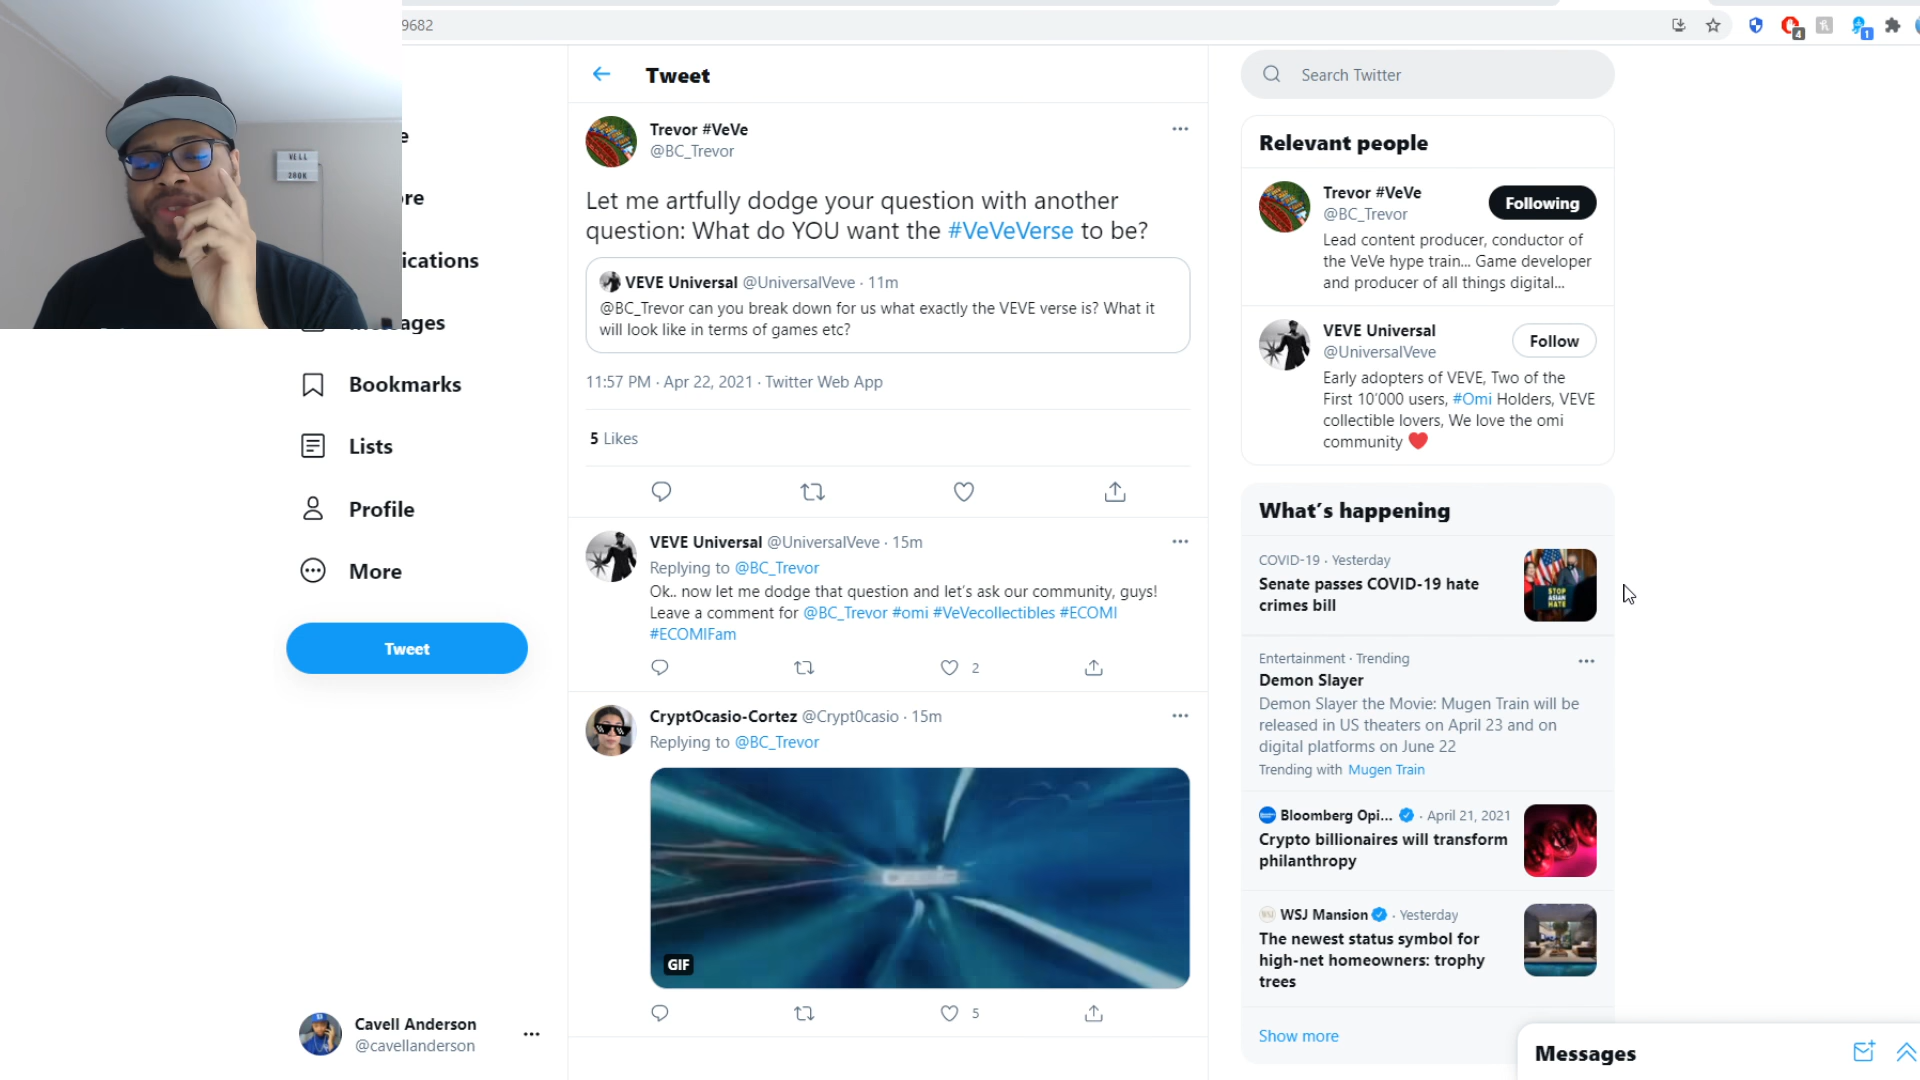 9682
VELL
200K
e
ore
ications
ages
Bookmarks
Lists
Profile
More
Tweet
Cavell Anderson
@cavellanderson
Tweet
Trevor #VeVe
@BC_Trevor
Let me artfully dodge your question with another
question: What do YOU want the #VeVeVerse to be?
VEVE Universal @UniversalVeve · 11m
@BC_Trevor can you break down for us what exactly the VEVE verse is? What it
will look like in terms of games etc?
11:57 PM · Apr 22, 2021 · Twitter Web App
5 Likes
VEVE Universal @UniversalVeve · 15m
Replying to @BC_Trevor
Ok.. now let me dodge that question and let's ask our community, guys!
Leave a comment for @BC_Trevor #omi #VeVecollectibles #ECOMI
#ECOMIFam
2
CryptOcasio-Cortez @Crypt0casio · 15m
Replying to @BC_Trevor
GIF
5
4
1
Search Twitter
Relevant people
Trevor #VeVe
@BC_Trevor
Following
Lead content producer, conductor of
the VeVe hype train... Game developer
and producer of all things digital...
VEVE Universal
@UniversalVeve
Follow
Early adopters of VEVE, Two of the
First 10'000 users, #Omi Holders, VEVE
collectible lovers, We love the omi
community ❤️
What's happening
COVID-19 · Yesterday
Senate passes COVID-19 hate
crimes bill
STOP
ASIAN
HATE
Entertainment · Trending
Demon Slayer
Demon Slayer the Movie: Mugen Train will be
released in US theaters on April 23 and on
digital platforms on June 22
Trending with Mugen Train
Bloomberg Opi... · April 21, 2021
Crypto billionaires will transform
philanthropy
WSJ Mansion · Yesterday
The newest status symbol for
high-net homeowners: trophy
trees
Show more
Messages